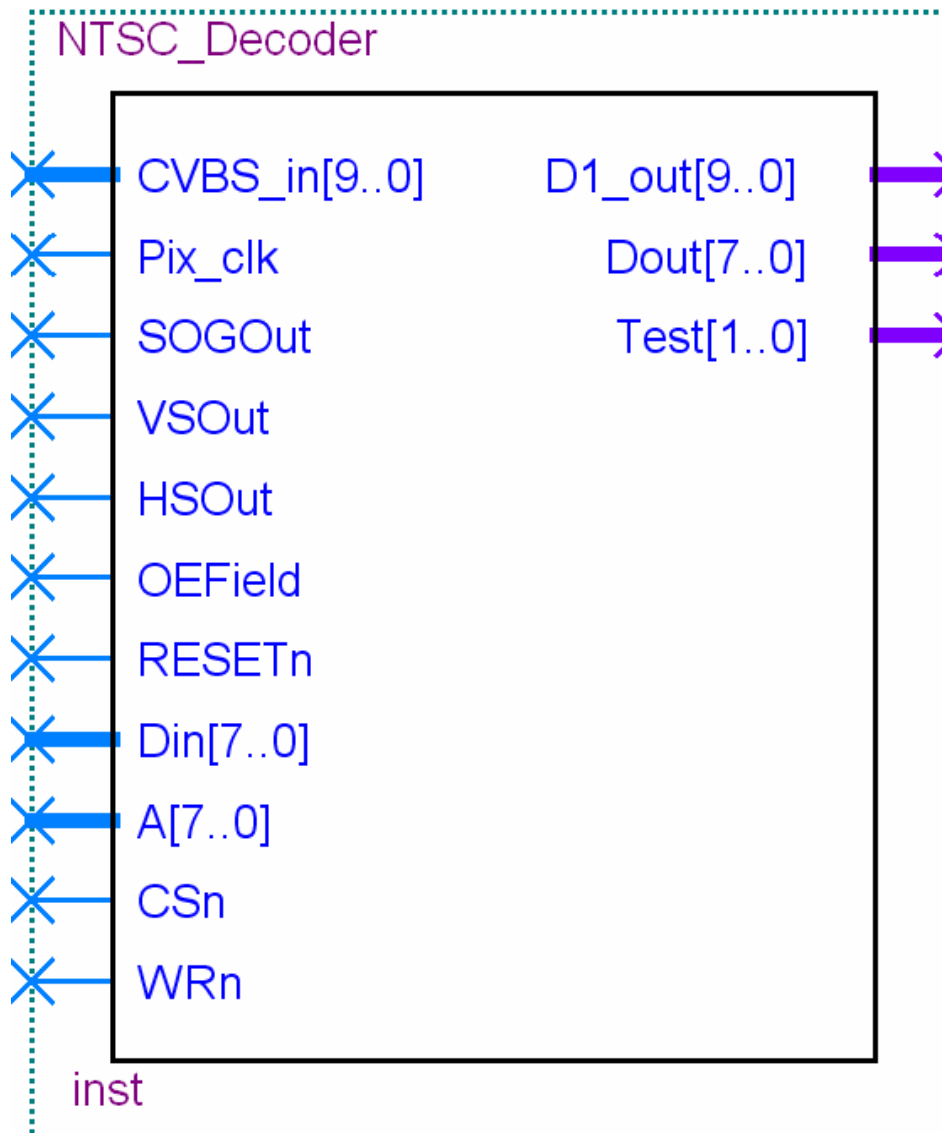 NTSC_Decoder
CVBS_in[9..0] D1_out[9..0]
Pix_clk Dout[7..0]
SOGOut Test[1..0]
VSOut
HSOut
OEField
RESETn
Din[7..0]
A[7..0]
CSn
WRn
inst